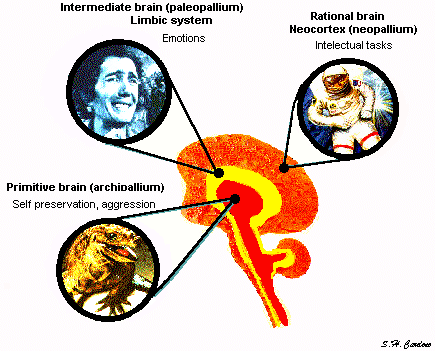 Intermediate brain (paleopallium)
Limbic system
Emotions
Rational brain
Neocortex (neopallium)
Intelectual tasks
Primitive brain (archipallium)
Self preservation, aggression
S.H. Cardoso